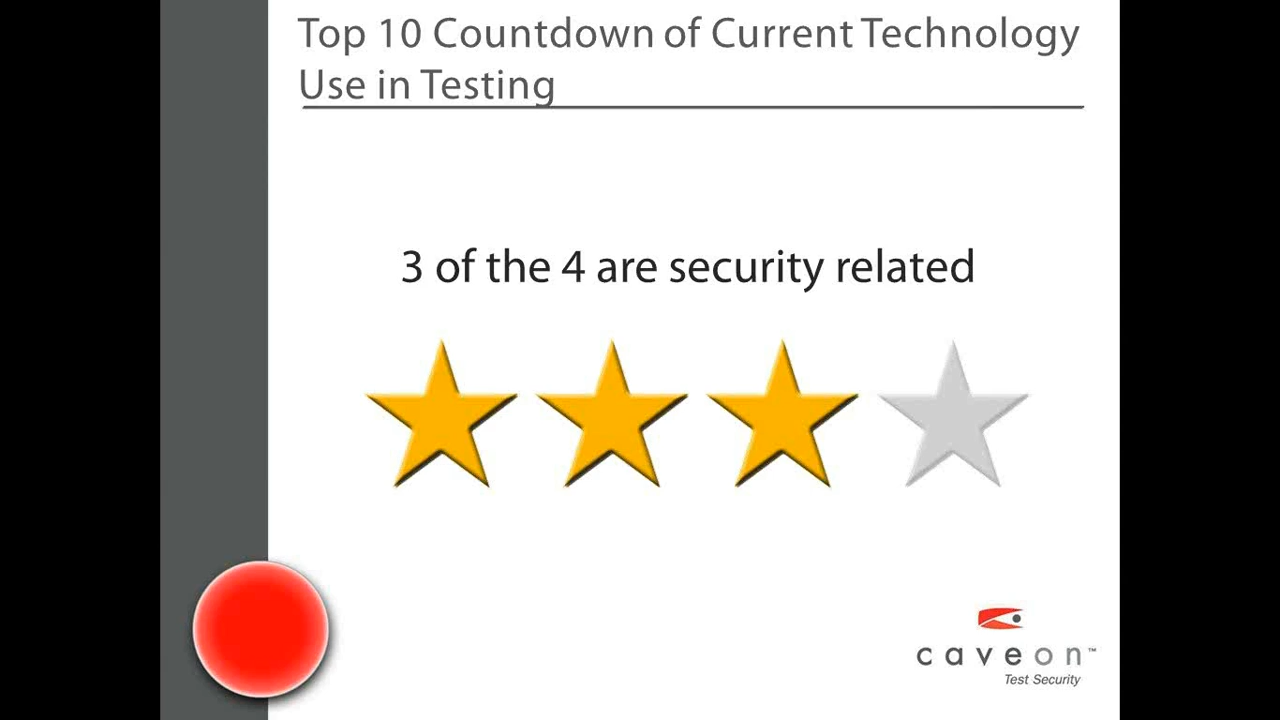 Top 10 Countdown of Current Technology
Use in Testing
3 of the 4 are security related
caveon™
Test Security